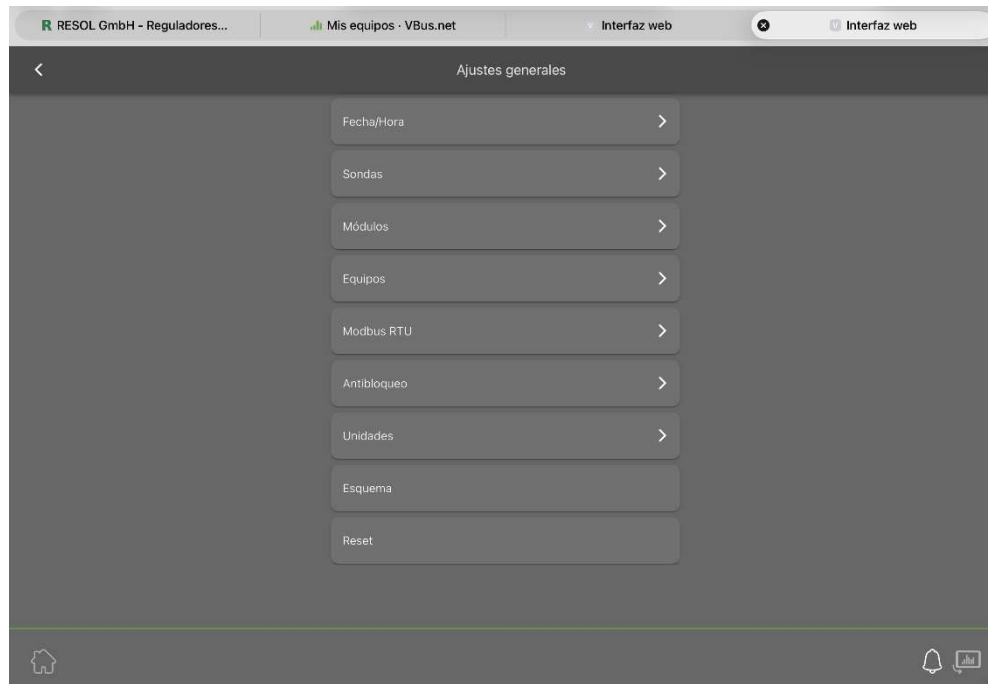 R RESOL GmbH - Reguladores...
Mis equipos · VBus.net
Interfaz web
V Interfaz web
Ajustes generales
Fecha/Hora
Sondas
Módulos
Equipos
Modbus RTU
Antibloqueo
Unidades
Esquema
Reset